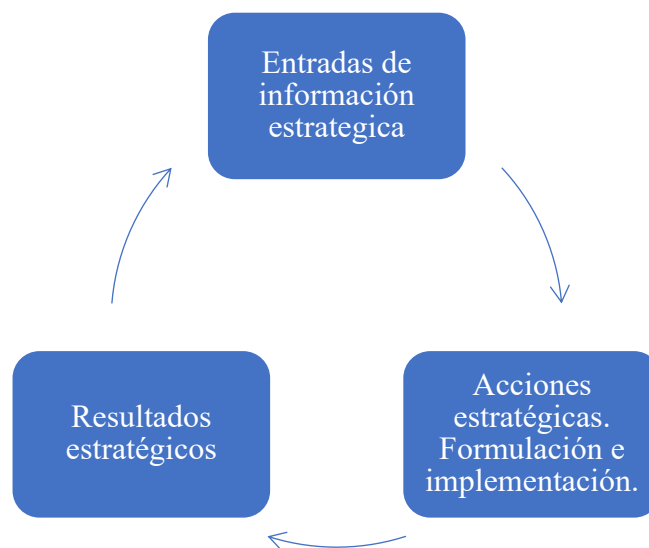 Entradas de
información
estrategica
Acciones
estratégicas.
Formulación e
implementación.
Resultados
estratégicos